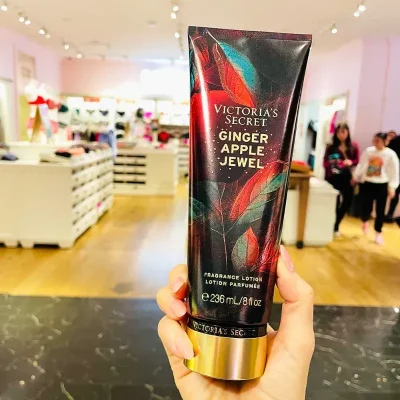 VICTORIA'S
SECRET
GINGER
APPLE
JEWEL
FRAGRANCE LOTION
LOTION PARFUMÉE
℮ 236 mL/8 fl oz
VICTORIA'S SECRET